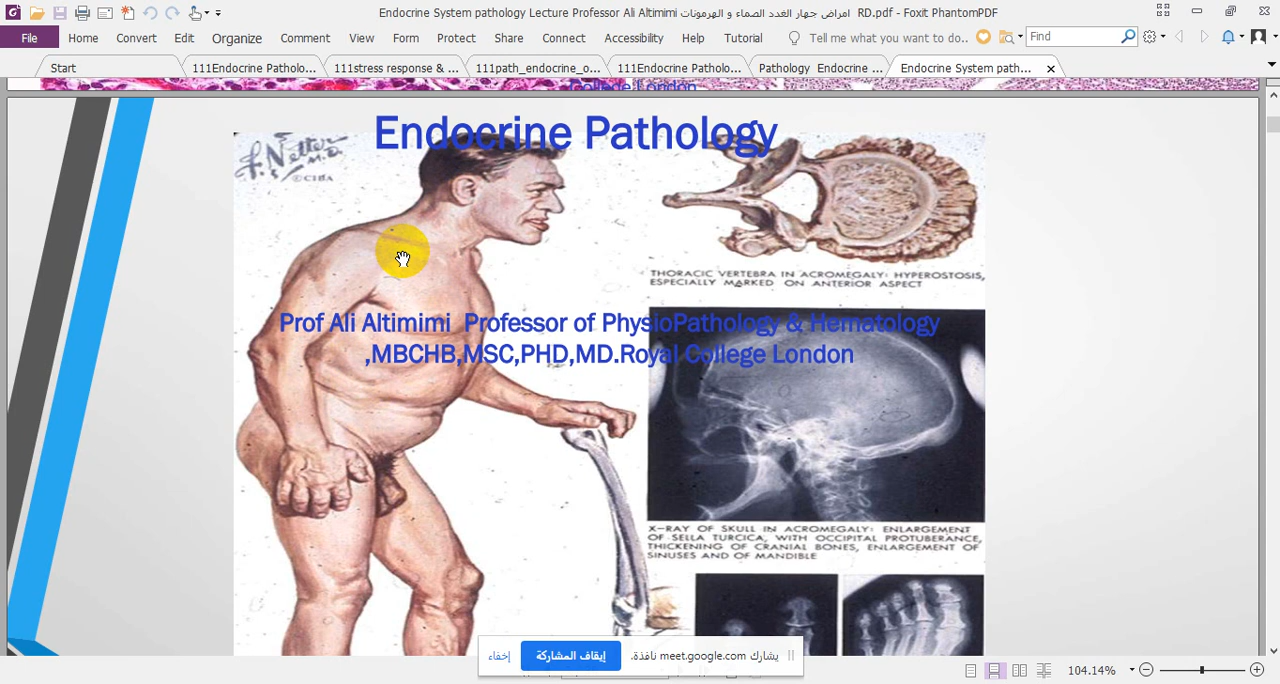 Endocrine System pathology Lecture Professor Ali Altimimi امراض جهاز الغدد الصماء و الهرمونات RD.pdf - Foxit PhantomPDF
File Home Convert Edit Organize Comment View Form Protect Share Connect Accessibility Help Tutorial Tell me what you want to do.. Find
Start 111Endocrine Patholo... 111stress response & ... 111path_endocrine_o... 111Endocrine Patholo... Pathology Endocrine ... Endocrine System path...
College London
Endocrine Pathology
F. Netter
M.D.
©CIBA
THORACIC VERTEBRA IN ACROMEGALY: HYPEROSTOSIS,
ESPECIALLY MARKED ON ANTERIOR ASPECT
Prof Ali Altimimi Professor of PhysioPathology & Hematology
,MBCHB,MSC,PHD,MD.Royal College London
X-RAY OF SKULL IN ACROMEGALY: ENLARGEMENT
OF SELLA TURCICA, WITH OCCIPITAL PROTUBERANCE,
THICKENING OF CRANIAL BONES, ENLARGEMENT OF
SINUSES AND OF MANDIBLE
يشارك meet.google.com نافذة. إيقاف المشاركة إخفاء
104.14%